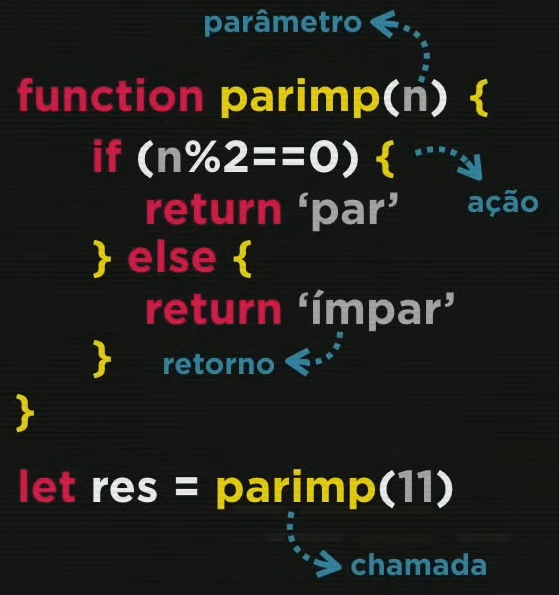 parâmetro
function parimp(n) {
if (n%2==0) {
ação
return ‘par’
} else {
return ‘ímpar’
} retorno
}
let res = parimp(11)
chamada